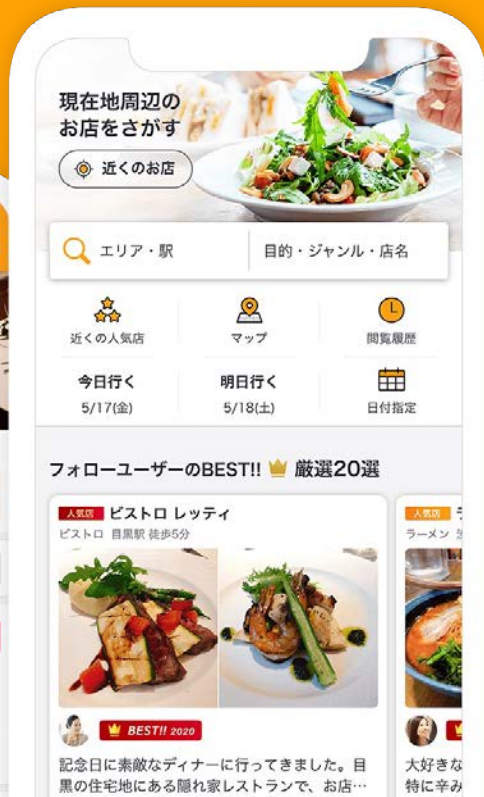 現在地周辺の
お店をさがす
近くのお店
エリア・駅 目的・ジャンル・店名
近くの人気店 マップ 閲覧履歴
今日行く 明日行く 日付指定
5/17(金) 5/18(土)
フォローユーザーのBEST!! 厳選20選
人気店 ビストロ レッティ
ビストロ 目黒駅 徒歩5分
BEST!! 2020
記念日に素敵なディナーに行ってきました。目
黒の住宅地にある隠れ家レストランで、お店…
人気店
ラーメン
大好きな
特に辛み